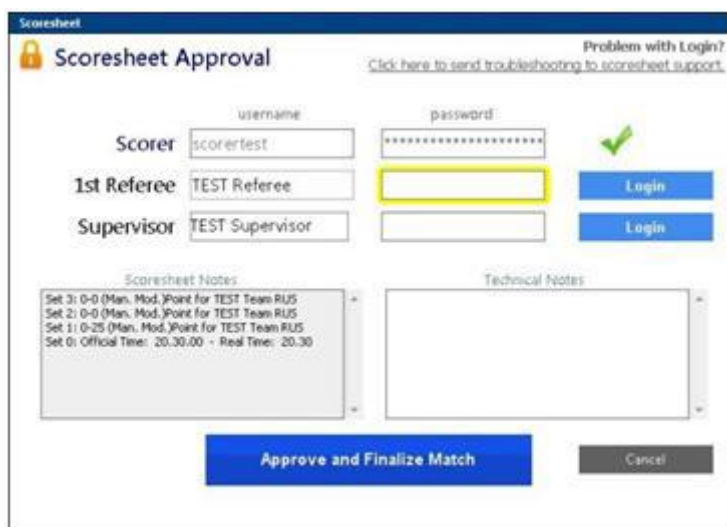 Scoresheet
Scoresheet Approval
Problem with Login?
Click here to send troubleshooting to scoresheet support.
username password
Scorer scorertest *********************
1st Referee TEST Referee Login
Supervisor TEST Supervisor Login
Scoresheet Notes Technical Notes
Set 3: 0-0 (Man. Mod.)Point for TEST Team RUS
Set 2: 0-0 (Man. Mod.)Point for TEST Team RUS
Set 1: 0-25 (Man. Mod.)Point for TEST Team RUS
Set 0: Official Time: 20.30.00 - Real Time: 20.30
Approve and Finalize Match Cancel